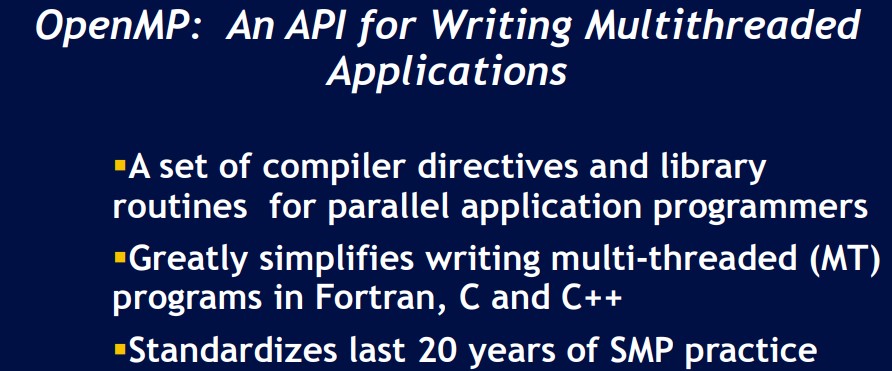 OpenMP:  An API for Writing Multithreaded
Applications
▪A set of compiler directives and library
routines  for parallel application programmers
▪Greatly simplifies writing multi-threaded (MT)
programs in Fortran, C and C++
▪Standardizes last 20 years of SMP practice